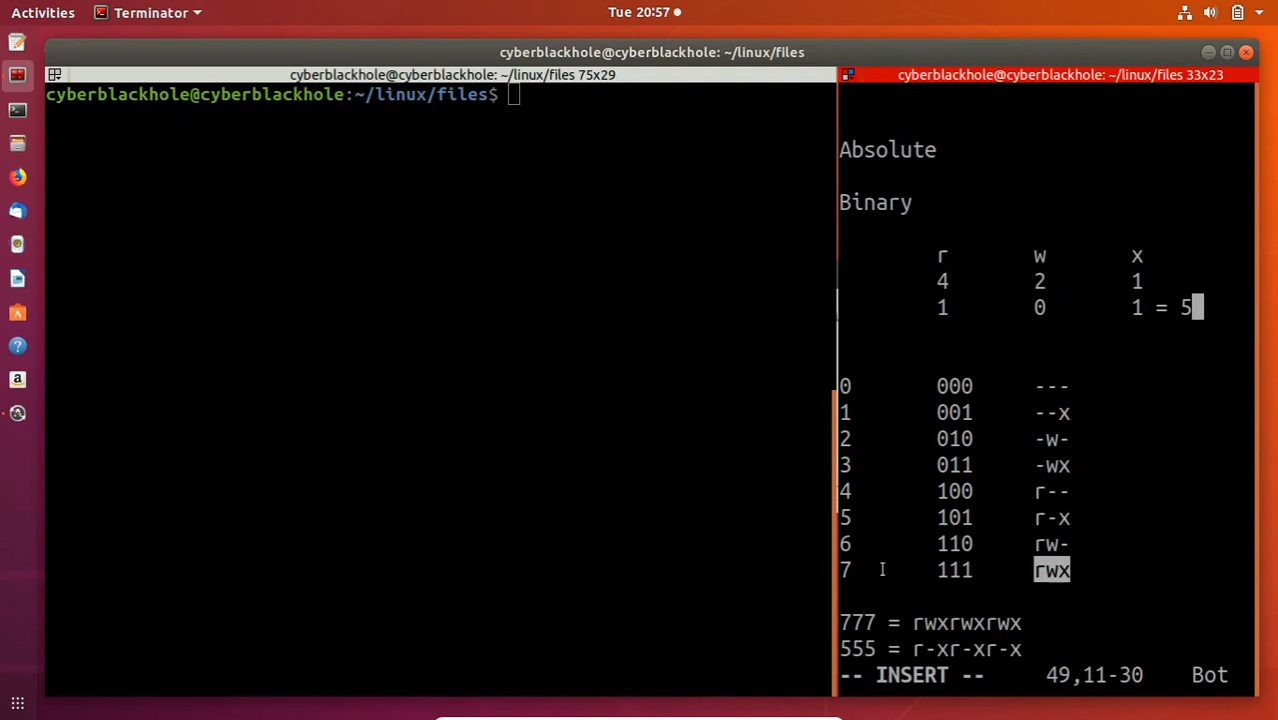 Activities Terminator Tue 20:57
cyberblackhole@cyberblackhole: ~/linux/files
cyberblackhole@cyberblackhole: ~/linux/files 75x29
cyberblackhole@cyberblackhole:~/linux/files$
cyberblackhole@cyberblackhole: ~/linux/files 33x23
Absolute
Binary
r w x
4 2 1
1 0 1 = 5
0 000 ---
1 001 --x
2 010 -w-
3 011 -wx
4 100 r--
5 101 r-x
6 110 rw-
7 111 rwx
777 = rwxrwxrwx
555 = r-xr-xr-x
-- INSERT -- 49,11-30 Bot